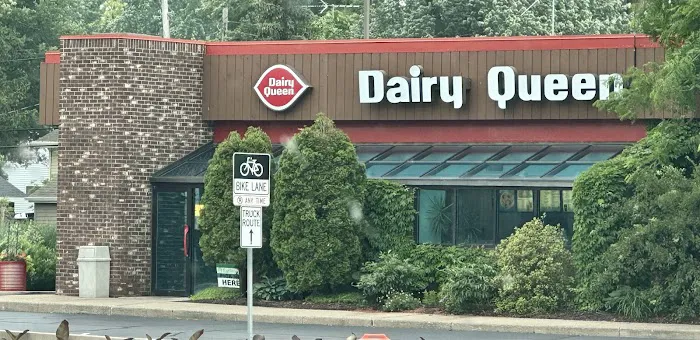 Dairy
Queen
Dairy Queen
BIKE LANE
ANY TIME
TRUCK
ROUTE
HERE